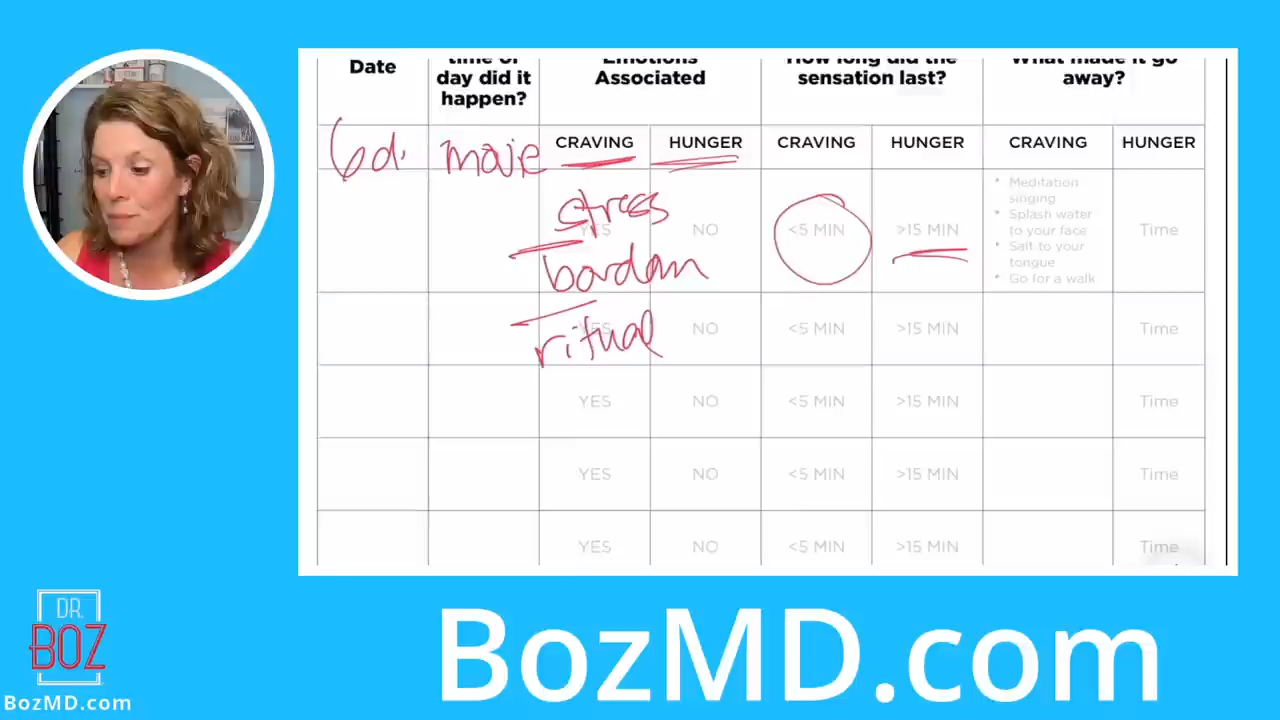 Date
time of
day did it
happen?
Emotions
Associated
How long did the
sensation last?
What made it go
away?
CRAVING HUNGER CRAVING HUNGER CRAVING HUNGER
stress
YES NO <5 MIN >15 MIN
• Meditation
singing
• Splash water
to your face
• Salt to your
tongue
• Go for a walk
Time
bordam
ritual
YES NO <5 MIN >15 MIN Time
YES NO <5 MIN >15 MIN Time
YES NO <5 MIN >15 MIN Time
YES NO <5 MIN >15 MIN Time
DR.
BOZ
BozMD.com
BozMD.com